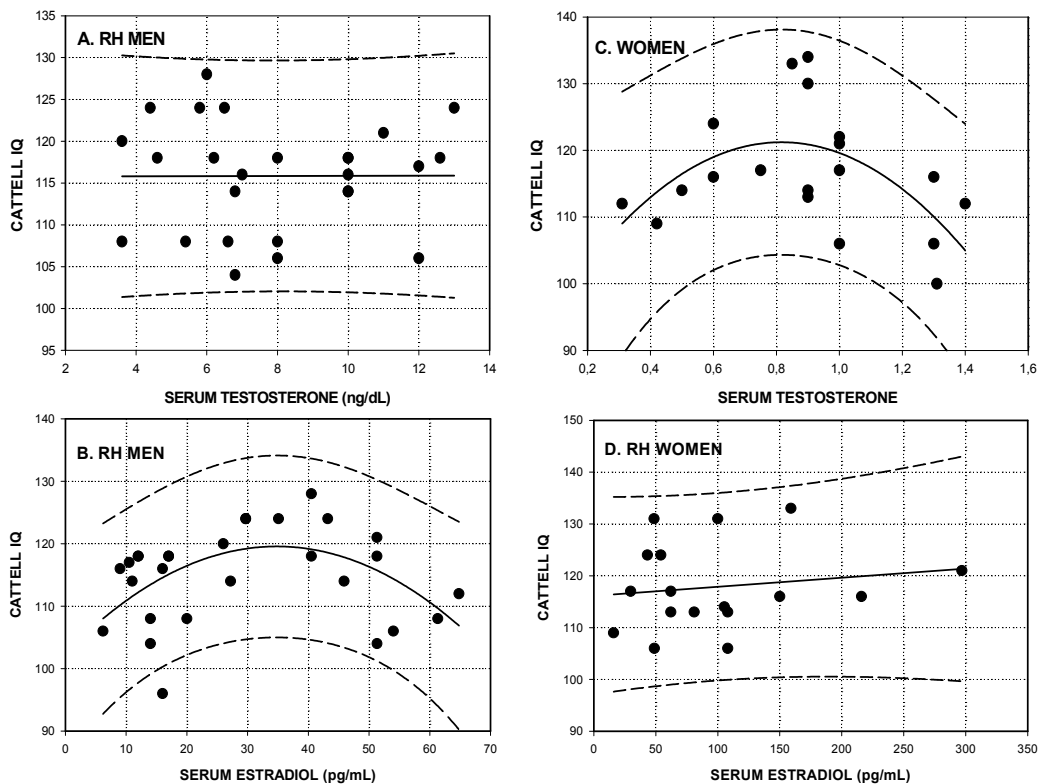 A. RH MEN
CATTELL IQ
135
130
125
120
115
110
105
100
95
2 4 6 8 10 12 14
SERUM TESTOSTERONE (ng/dL)
C. WOMEN
CATTELL IQ
140
130
120
110
100
90
0,2 0,4 0,6 0,8 1,0 1,2 1,4 1,6
SERUM TESTOSTERONE
B. RH MEN
CATTELL IQ
140
130
120
110
100
90
0 10 20 30 40 50 60 70
SERUM ESTRADIOL (pg/mL)
D. RH WOMEN
CATTELL IQ
150
140
130
120
110
100
90
0 50 100 150 200 250 300 350
SERUM ESTRADIOL (pg/mL)